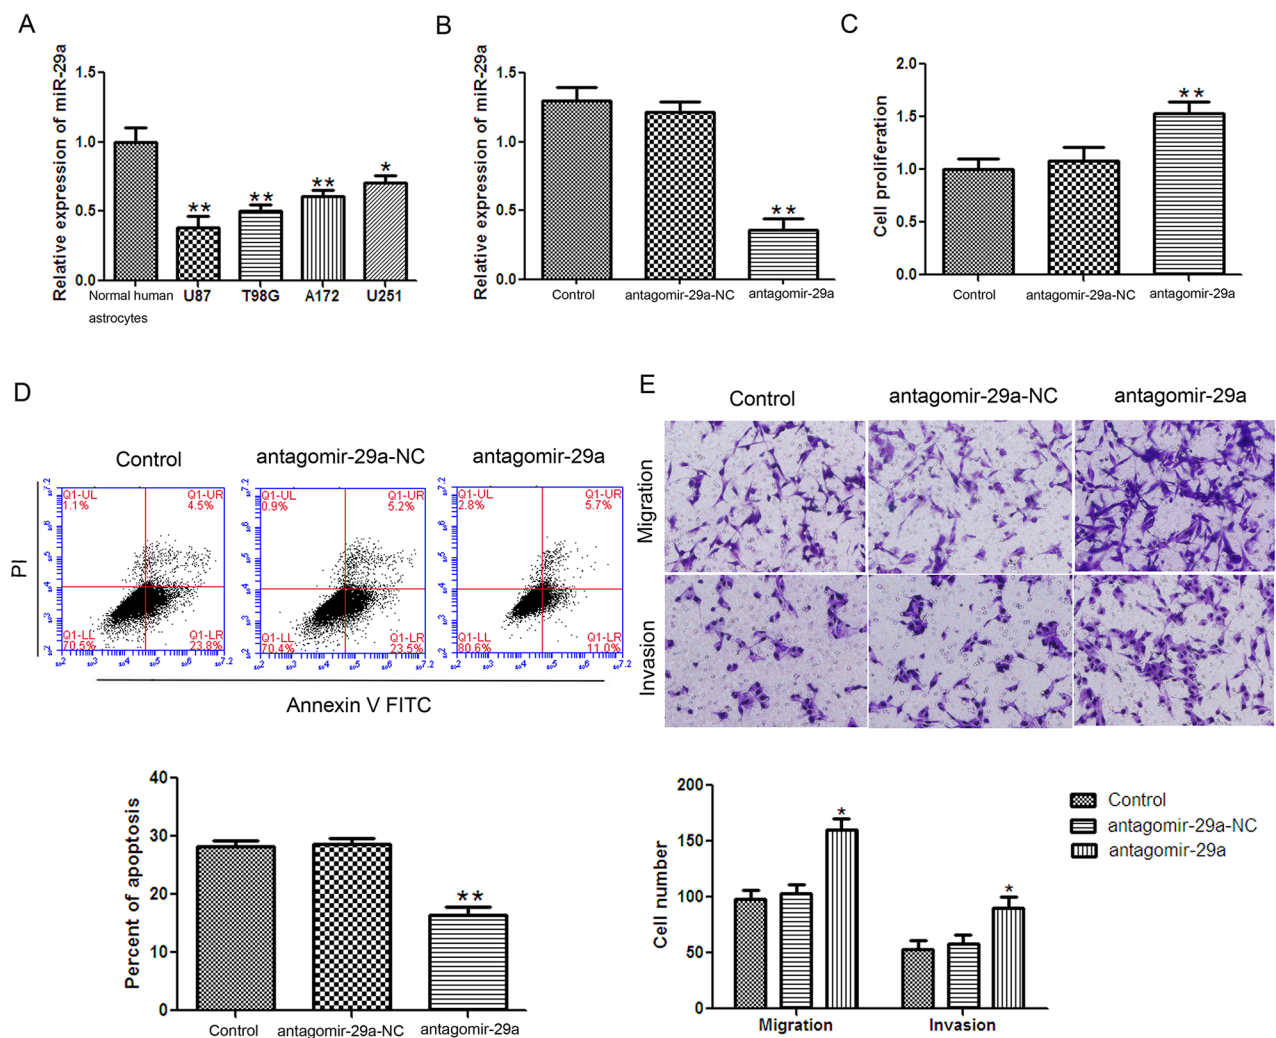 A
Relative expression of miR-29a
1.5
1.0
0.5
0.0
**
**
**
*
Normal human
astrocytes
U87
T98G
A172
U251
B
Relative expression of miR-29a
1.5
1.0
0.5
0.0
**
Control
antagomir-29a-NC
antagomir-29a
C
Cell proliferation
2.0
1.5
1.0
0.5
0.0
**
Control
antagomir-29a-NC
antagomir-29a
D
Control
antagomir-29a-NC
antagomir-29a
PI
Q1-UL
1.1%
Q1-UR
4.5%
Q1-LL
70.5%
Q1-LR
23.8%
Q1-UL
0.9%
Q1-UR
5.2%
Q1-LL
70.4%
Q1-LR
23.5%
Q1-UL
2.8%
Q1-UR
5.7%
Q1-LL
80.6%
Q1-LR
11.0%
Annexin V FITC
Percent of apoptosis
40
30
20
10
0
**
Control
antagomir-29a-NC
antagomir-29a
E
Control
antagomir-29a-NC
antagomir-29a
Migration
Invasion
Cell number
200
150
100
50
0
*
*
Migration
Invasion
Control
antagomir-29a-NC
antagomir-29a